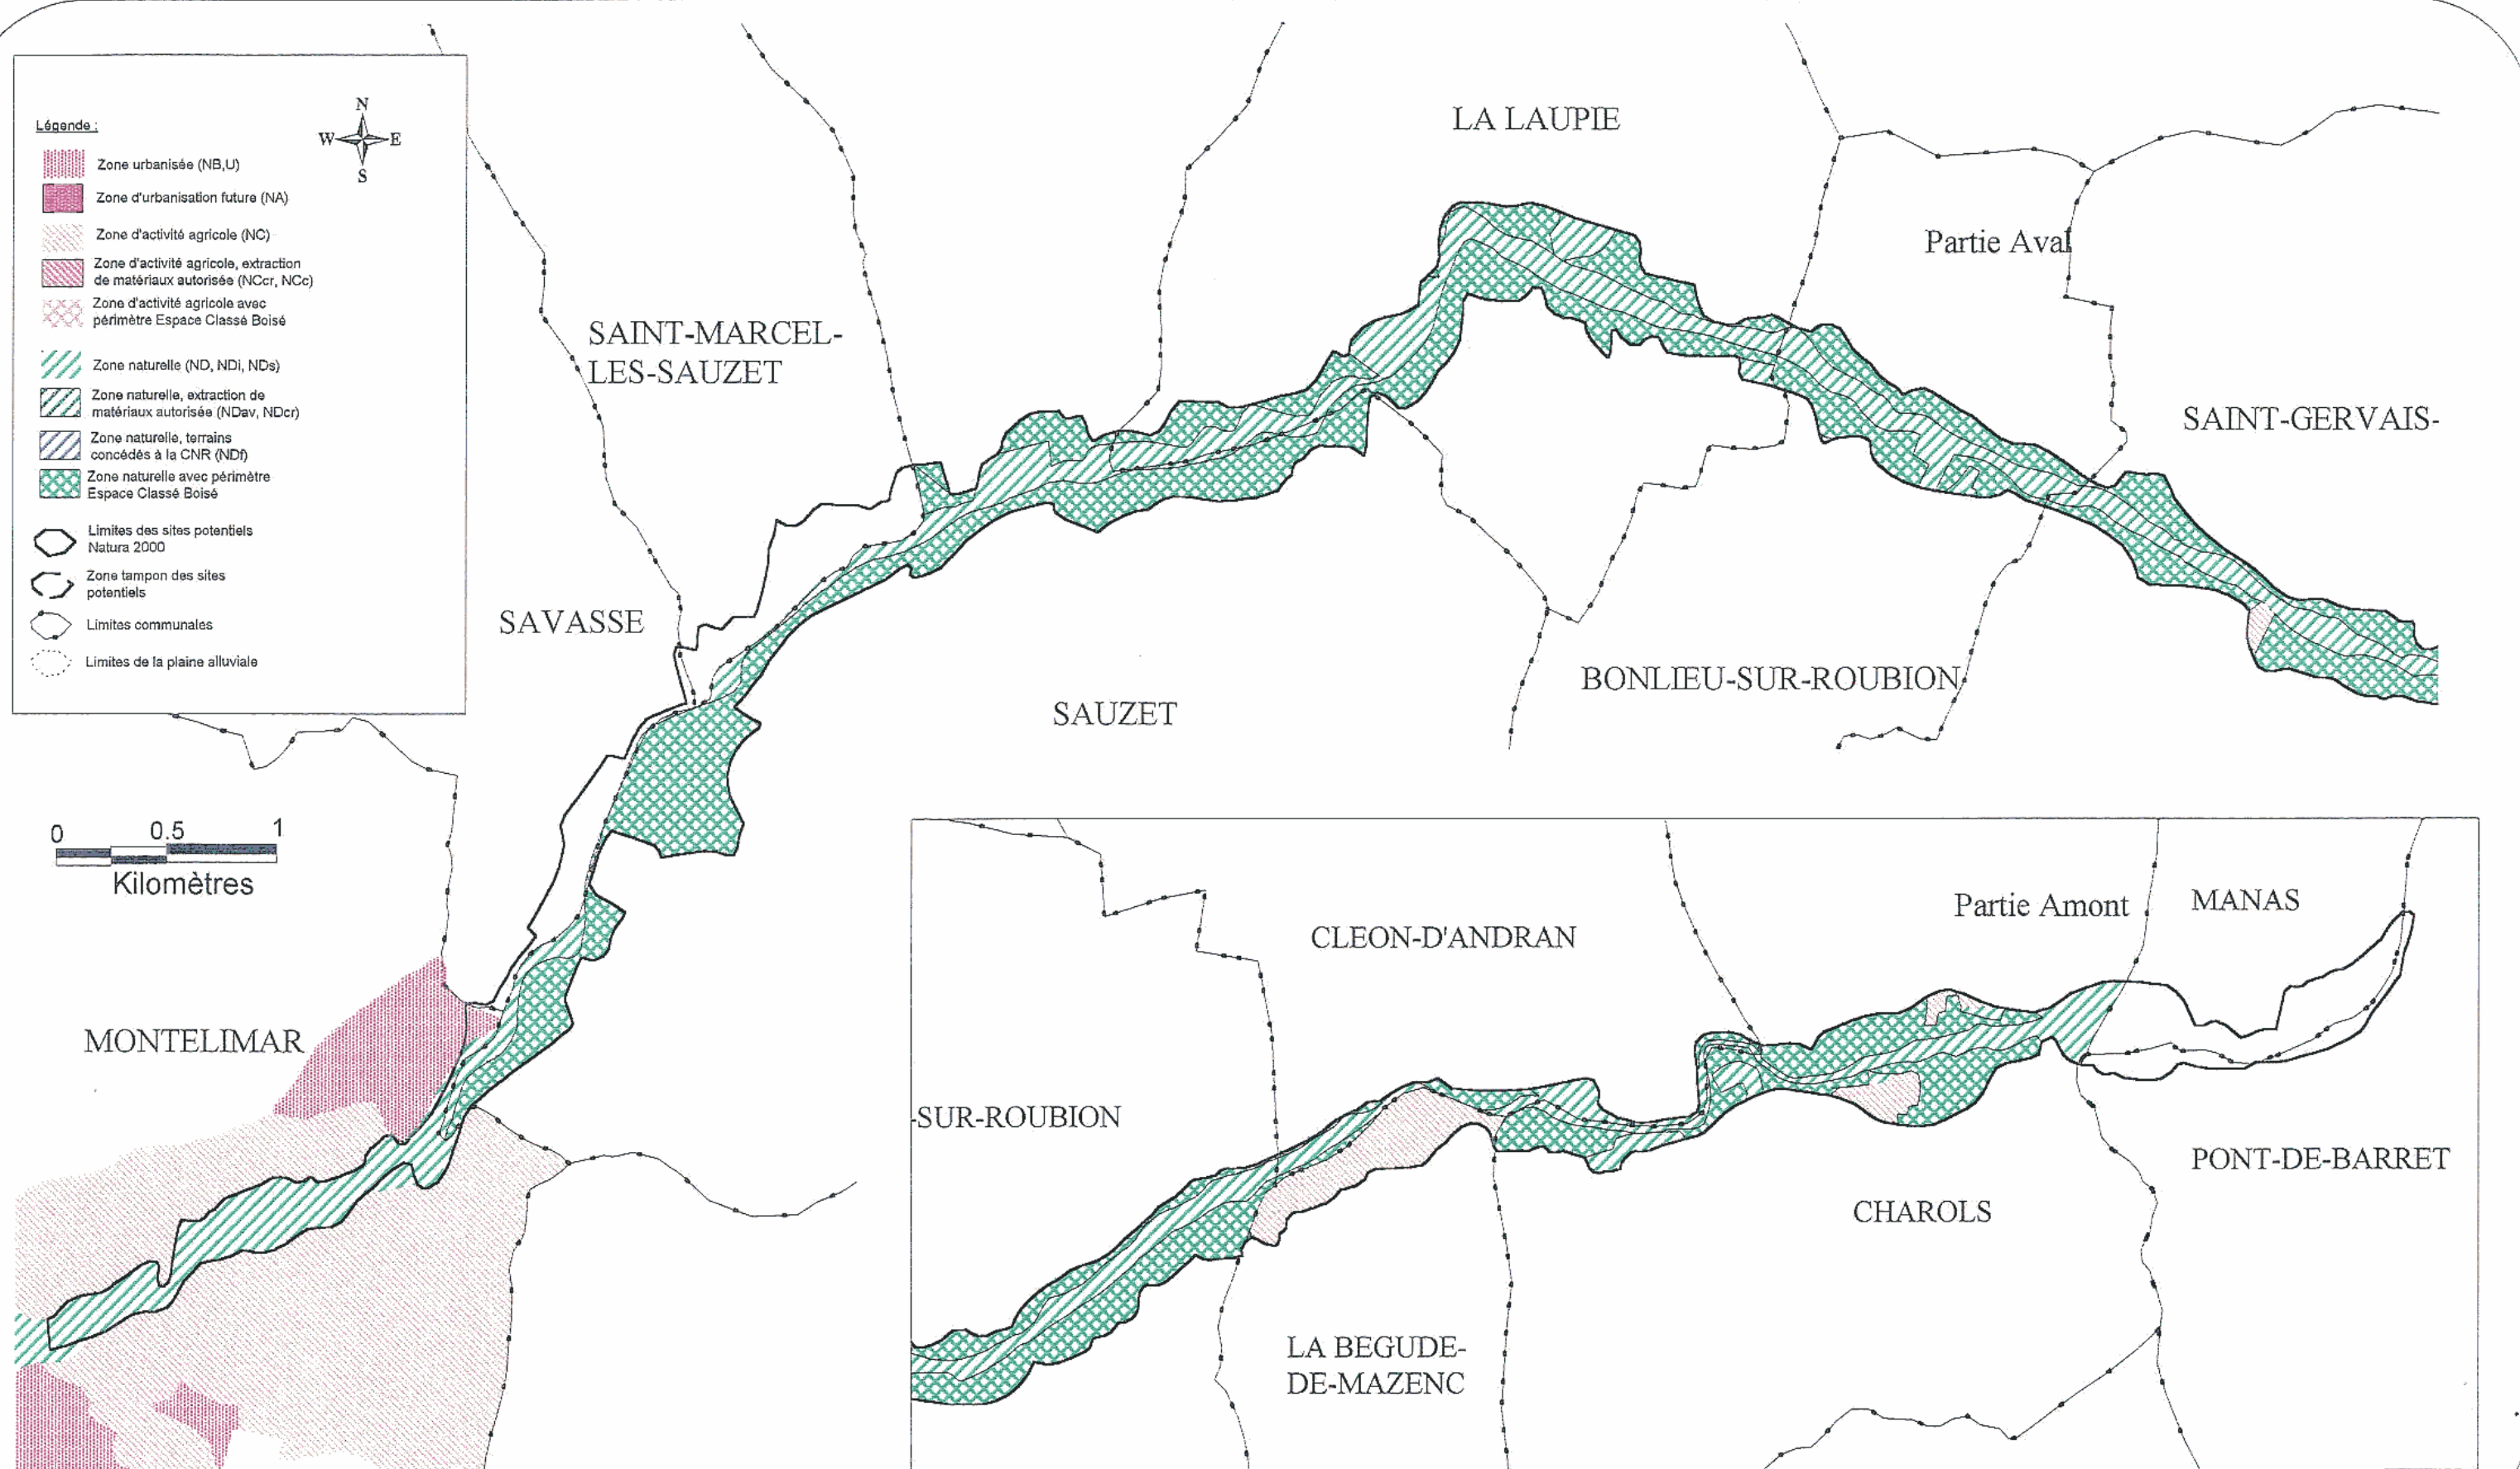 Légende :
N
W
E
S
Zone urbanisée (NB,U)
Zone d'urbanisation future (NA)
Zone d'activité agricole (NC)
Zone d'activité agricole, extraction
de matériaux autorisée (NCcr, NCc)
Zone d'activité agricole avec
périmètre Espace Classé Boisé
Zone naturelle (ND, NDi, NDs)
Zone naturelle, extraction de
matériaux autorisée (NDav, NDcr)
Zone naturelle, terrains
concédés à la CNR (NDf)
Zone naturelle avec périmètre
Espace Classé Boisé
Limites des sites potentiels
Natura 2000
Zone tampon des sites
potentiels
Limites communales
Limites de la plaine alluviale
LA LAUPIE
Partie Aval
SAINT-MARCEL-
LES-SAUZET
SAINT-GERVAIS-
SAVASSE
SAUZET
BONLIEU-SUR-ROUBION
0 0.5 1
Kilomètres
MONTELIMAR
Partie Amont
MANAS
CLEON-D'ANDRAN
-SUR-ROUBION
PONT-DE-BARRET
CHAROLS
LA BEGUDE-
DE-MAZENC